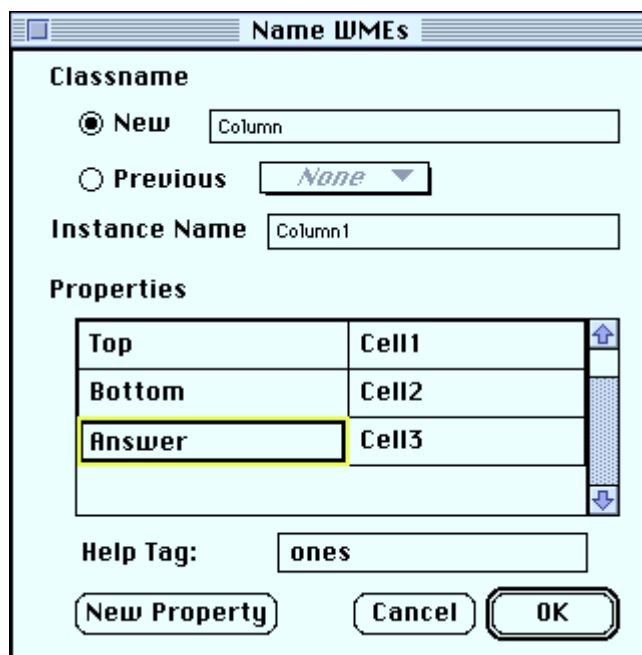 Name WMEs
Classname
New Column
Previous None
Instance Name Column1
Properties
Top Cell1
Bottom Cell2
Answer Cell3
Help Tag: ones
New Property Cancel OK